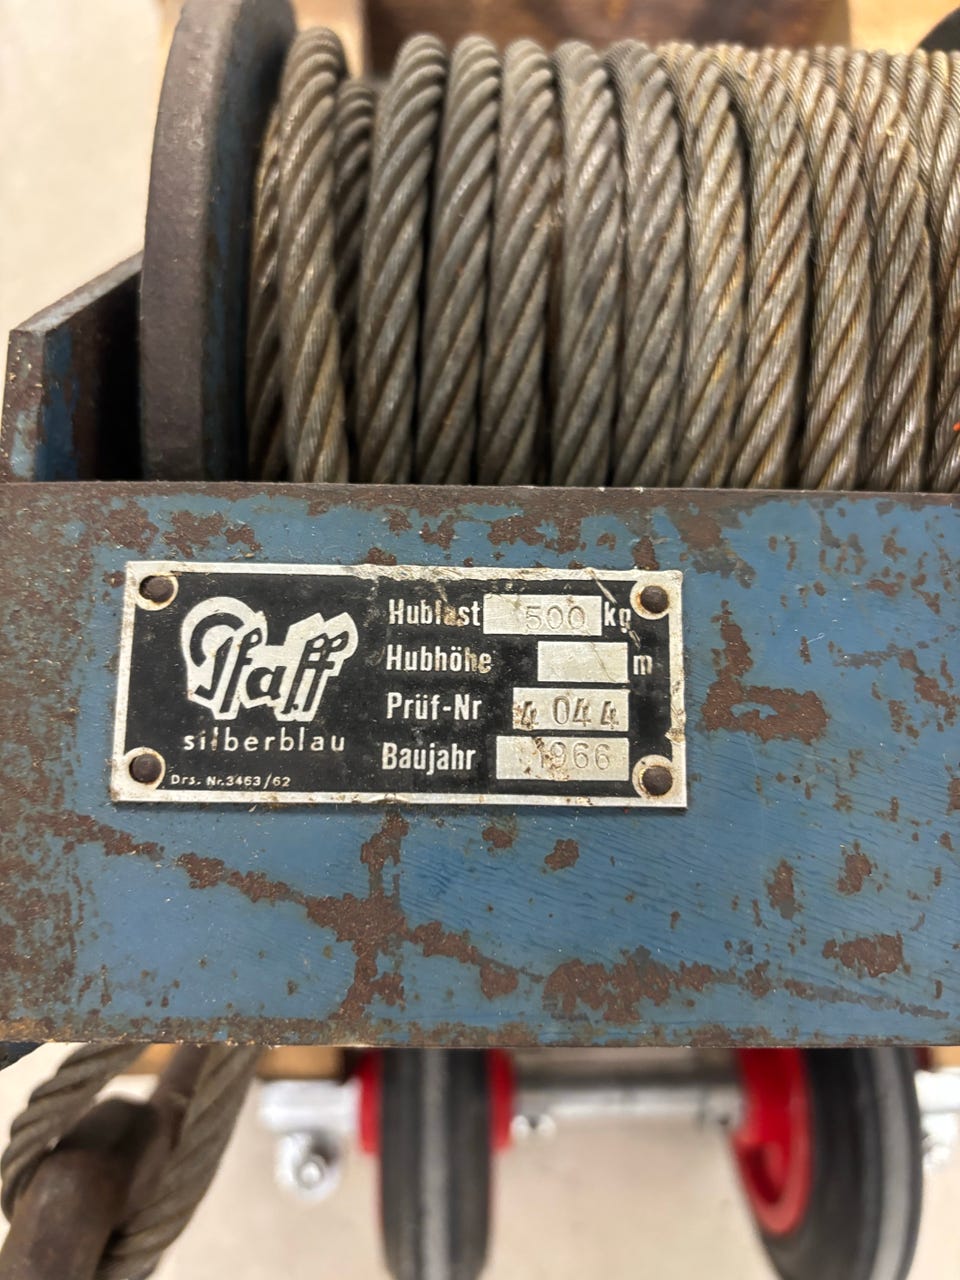 Pfaff
silberblau
Drs. Nr.3463/62
Hublast 500 kg
Hubhöhe m
Prüf-Nr 4 044
Baujahr 1966